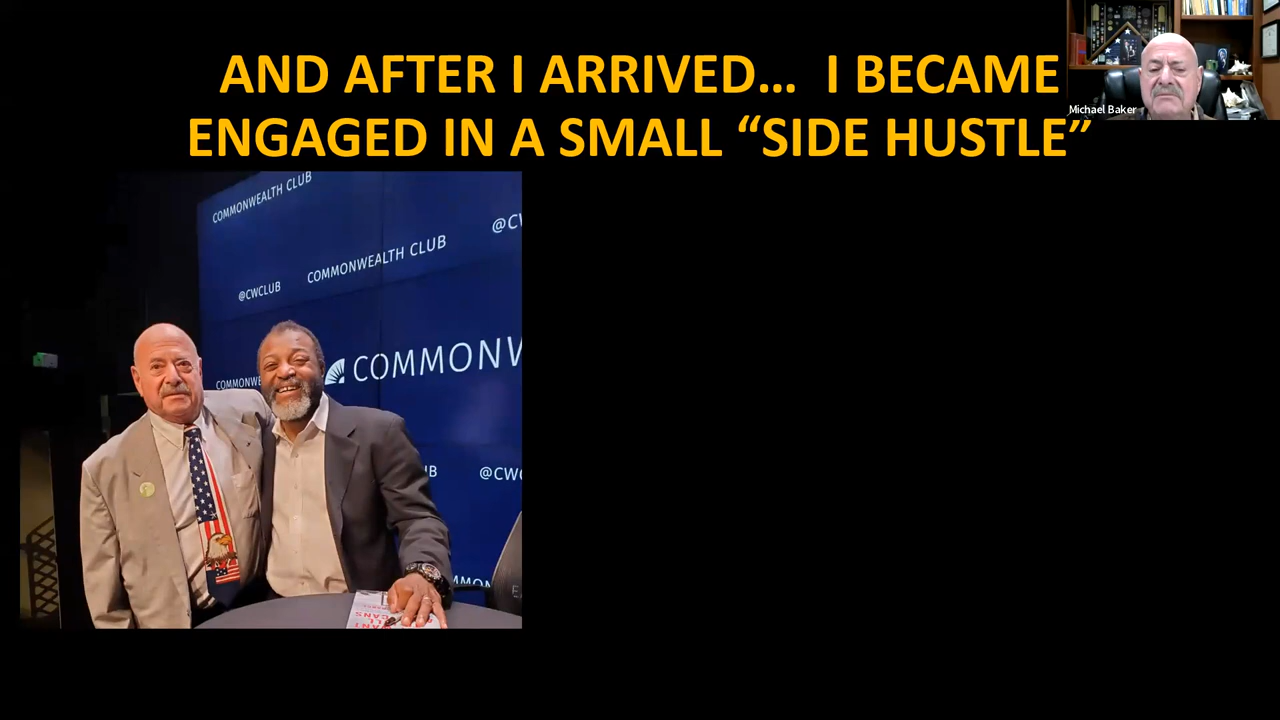 AND AFTER I ARRIVED… I BECAME
ENGAGED IN A SMALL “SIDE HUSTLE”
Michael Baker
COMMONWEALTH CLUB
@CW
COMMONWEALTH CLUB
@CWCLUB
COMMONW
COMMONWE
@CW